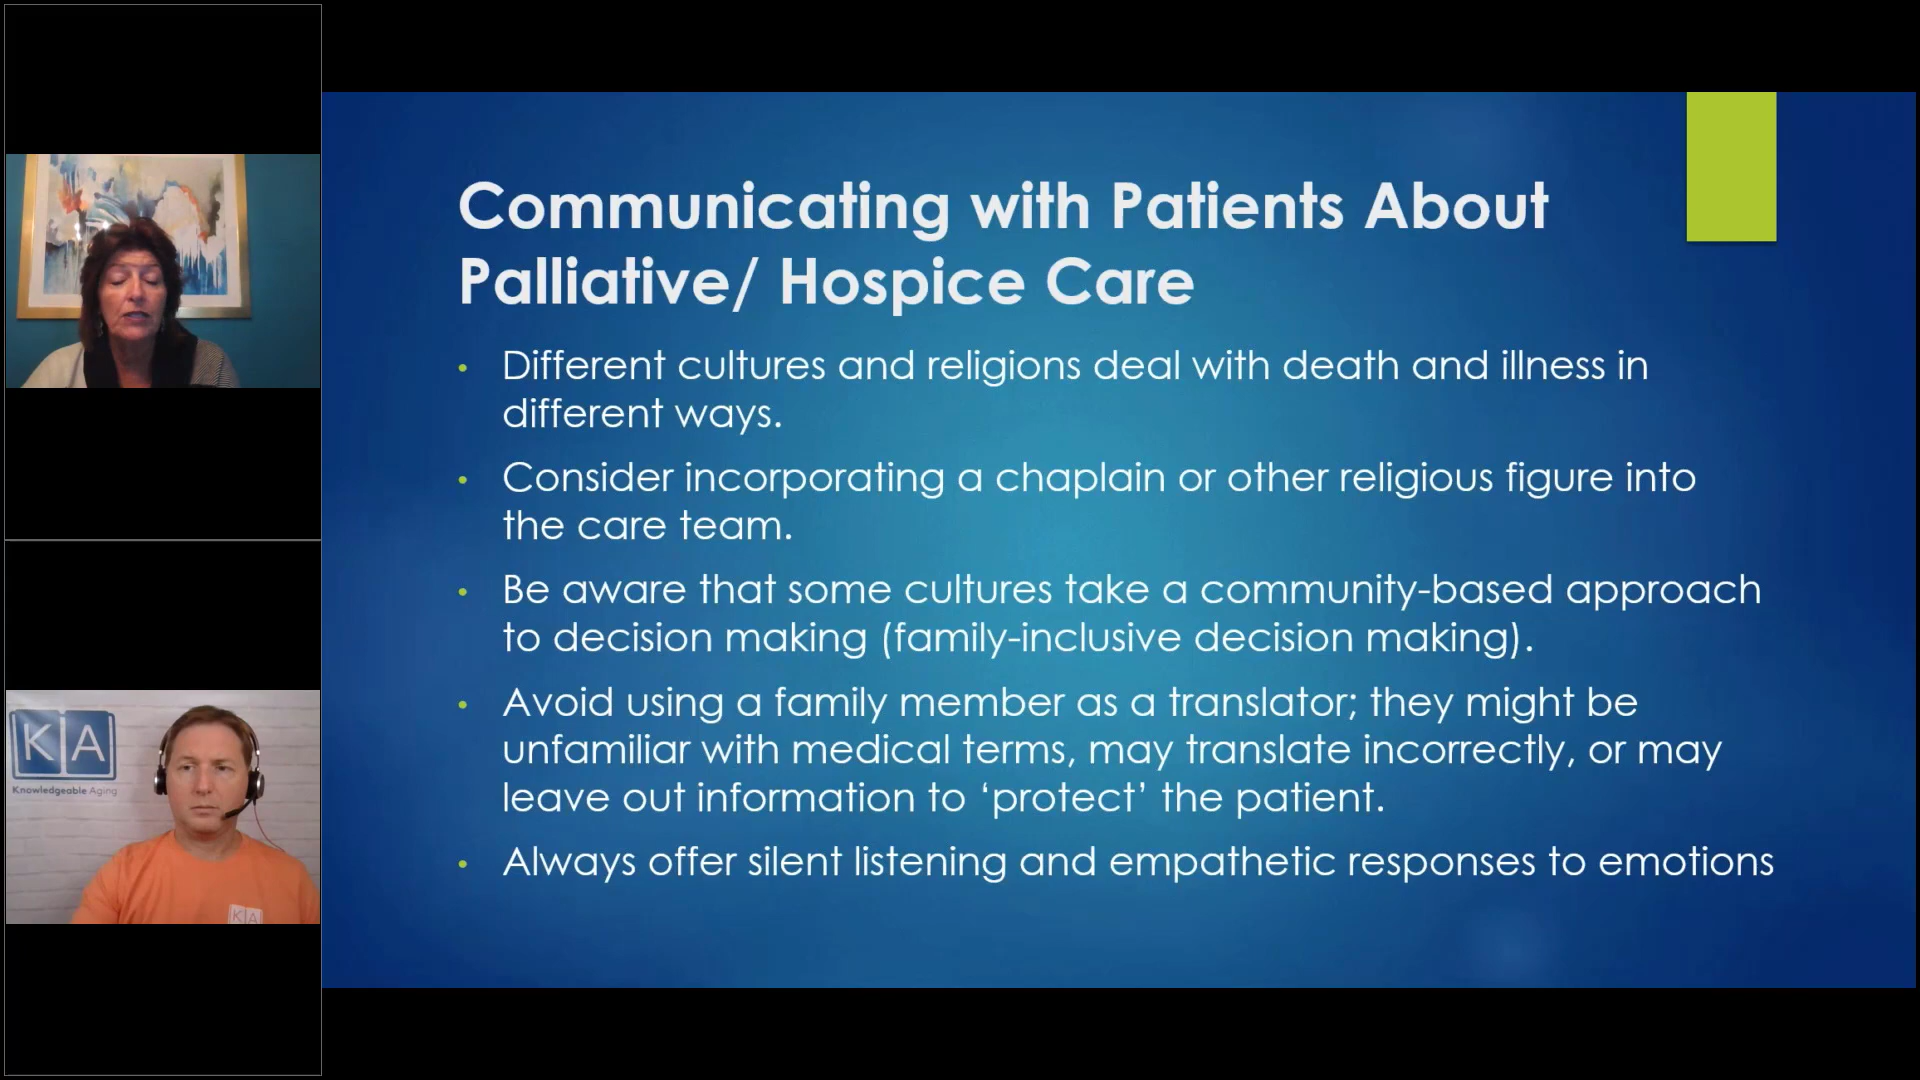 Communicating with Patients About
Palliative/ Hospice Care
• Different cultures and religions deal with death and illness in
different ways.
• Consider incorporating a chaplain or other religious figure into
the care team.
• Be aware that some cultures take a community-based approach
to decision making (family-inclusive decision making).
• Avoid using a family member as a translator; they might be
unfamiliar with medical terms, may translate incorrectly, or may
leave out information to ‘protect’ the patient.
• Always offer silent listening and empathetic responses to emotions
KA
Knowledgeable Aging
KA